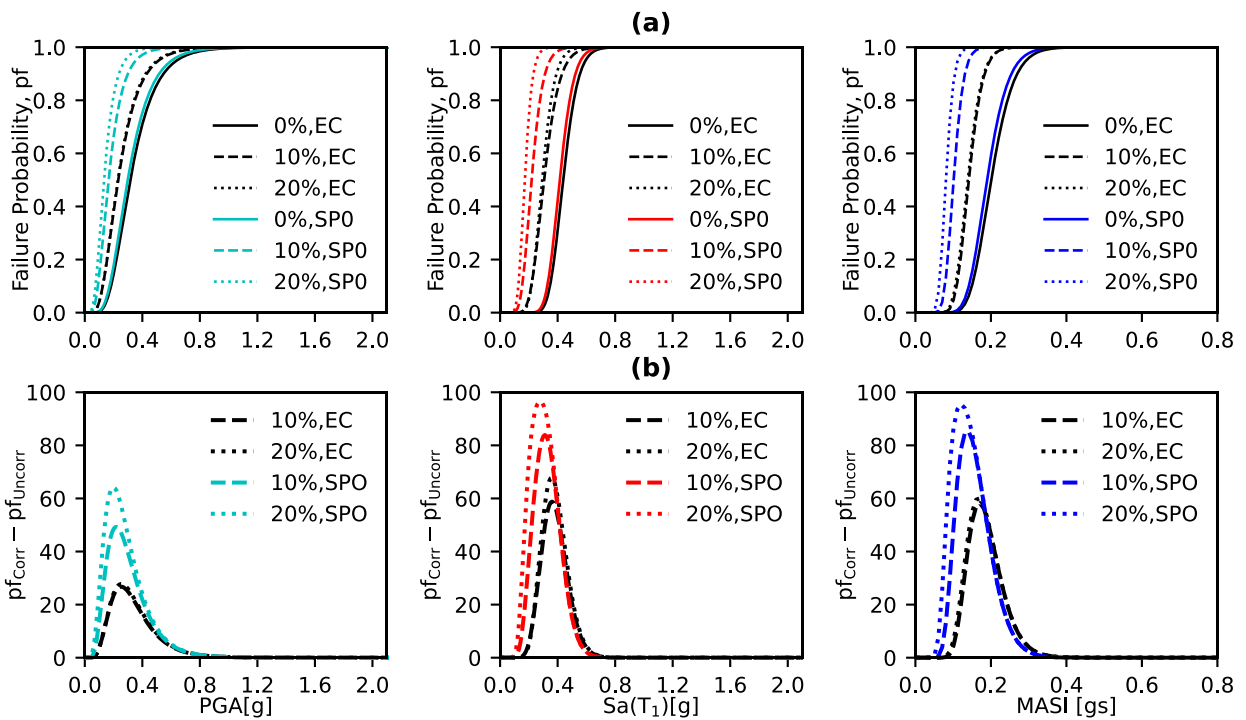 (a)
Failure Probability, pf
1.0
0.8
0.6
0.4
0.2
0.0
0%,EC
10%,EC
20%,EC
0%,SP0
10%,SP0
20%,SP0
0.0 0.4 0.8 1.2 1.6 2.0
Failure Probability, pf
1.0
0.8
0.6
0.4
0.2
0.0
0%,EC
10%,EC
20%,EC
0%,SP0
10%,SP0
20%,SP0
0.0 0.4 0.8 1.2 1.6 2.0
Failure Probability, pf
1.0
0.8
0.6
0.4
0.2
0.0
0%,EC
10%,EC
20%,EC
0%,SP0
10%,SP0
20%,SP0
0.0 0.2 0.4 0.6 0.8
(b)
pfCorr − pfUncorr
100
80
60
40
20
0
10%,EC
20%,EC
10%,SPO
20%,SPO
0.0 0.4 0.8 1.2 1.6 2.0
PGA[g]
pfCorr − pfUncorr
100
80
60
40
20
0
10%,EC
20%,EC
10%,SPO
20%,SPO
0.0 0.4 0.8 1.2 1.6 2.0
Sa(T1)[g]
pfCorr − pfUncorr
100
80
60
40
20
0
10%,EC
20%,EC
10%,SPO
20%,SPO
0.0 0.2 0.4 0.6 0.8
MASI [gs]